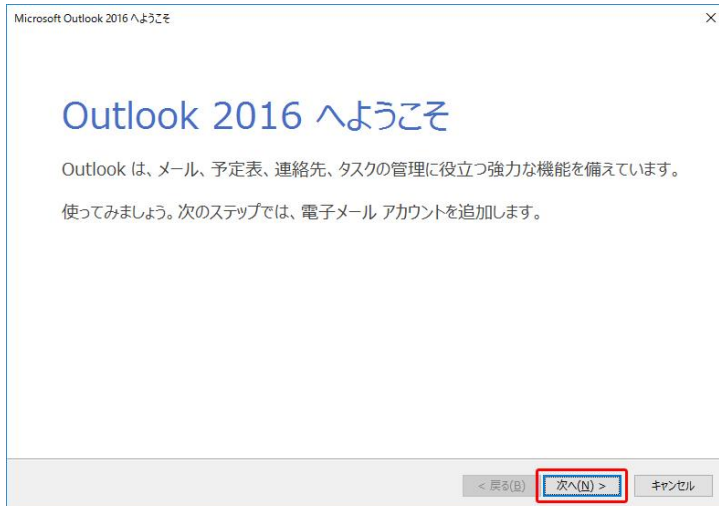 Microsoft Outlook 2016 へようこそ
Outlook 2016 へようこそ
Outlook は、メール、予定表、連絡先、タスクの管理に役立つ強力な機能を備えています。
使ってみましょう。次のステップでは、電子メール アカウントを追加します。
< 戻る(B) 次へ(N) > キャンセル